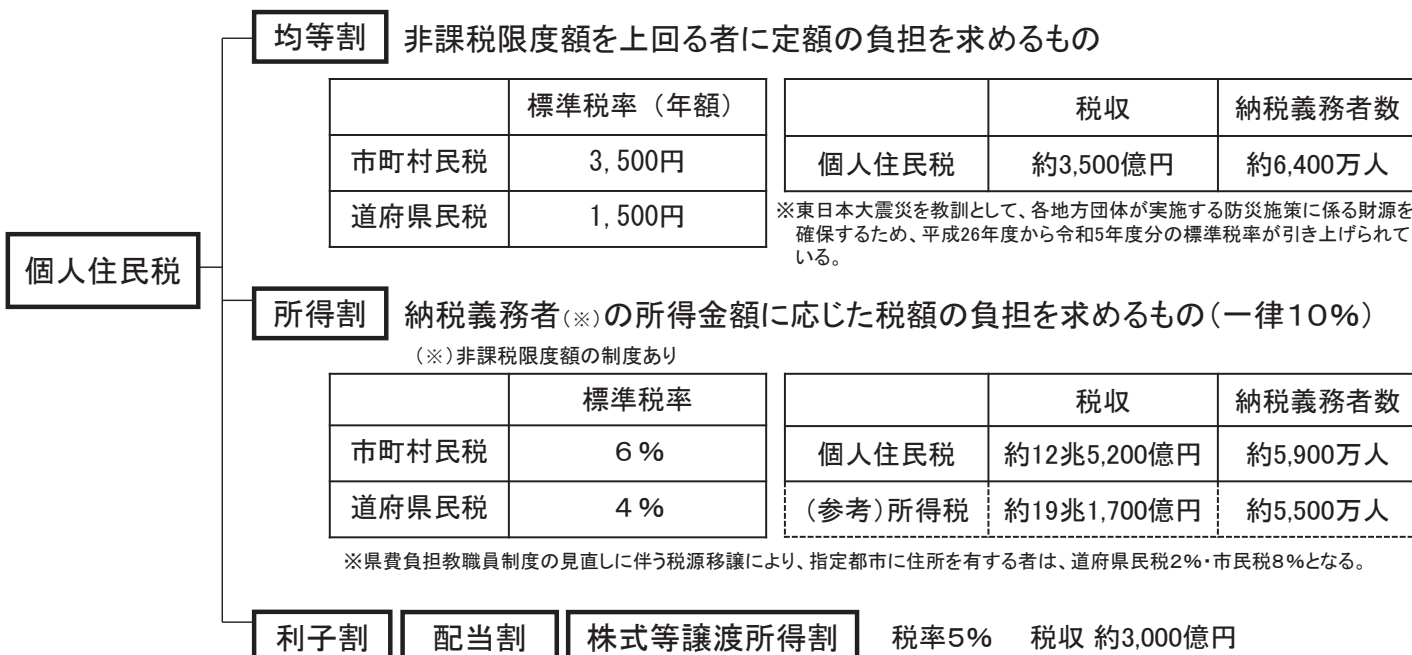 均等割 非課税限度額を上回る者に定額の負担を求めるもの
標準税率（年額）
市町村民税 3,500円
道府県民税 1,500円
税収 納税義務者数
個人住民税 約3,500億円 約6,400万人
※東日本大震災を教訓として、各地方団体が実施する防災施策に係る財源を
確保するため、平成26年度から令和5年度分の標準税率が引き上げられて
いる。
個人住民税
所得割 納税義務者(※)の所得金額に応じた税額の負担を求めるもの(一律10%)
(※)非課税限度額の制度あり
標準税率
市町村民税 6%
道府県民税 4%
税収 納税義務者数
個人住民税 約12兆5,200億円 約5,900万人
(参考)所得税 約19兆1,700億円 約5,500万人
※県費負担教職員制度の見直しに伴う税源移譲により、指定都市に住所を有する者は、道府県民税2%・市民税8%となる。
利子割 配当割 株式等譲渡所得割 税率5% 税収 約3,000億円